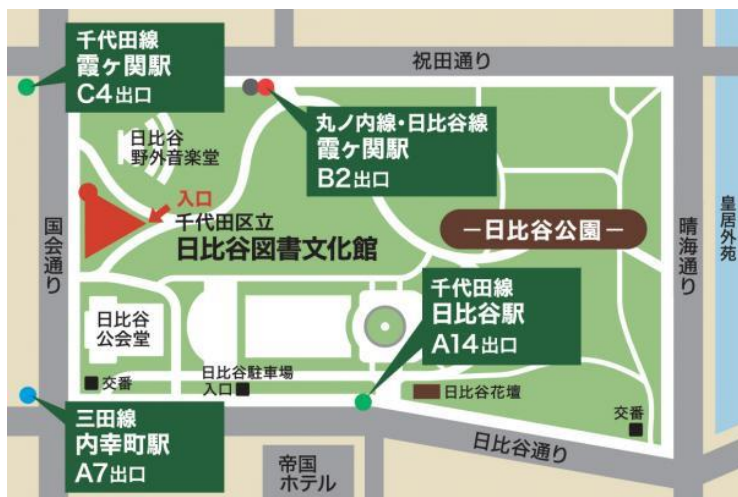 千代田線
霞ヶ関駅
C4出口
祝田通り
丸ノ内線・日比谷線
霞ヶ関駅
B2出口
日比谷
野外音楽堂
入口
千代田区立
日比谷図書文化館
ー日比谷公園ー
国会通り
晴海通り
皇居外苑
千代田線
日比谷駅
A14出口
日比谷
公会堂
交番
日比谷駐車場
入口
日比谷花壇
交番
三田線
内幸町駅
A7出口
帝国
ホテル
日比谷通り